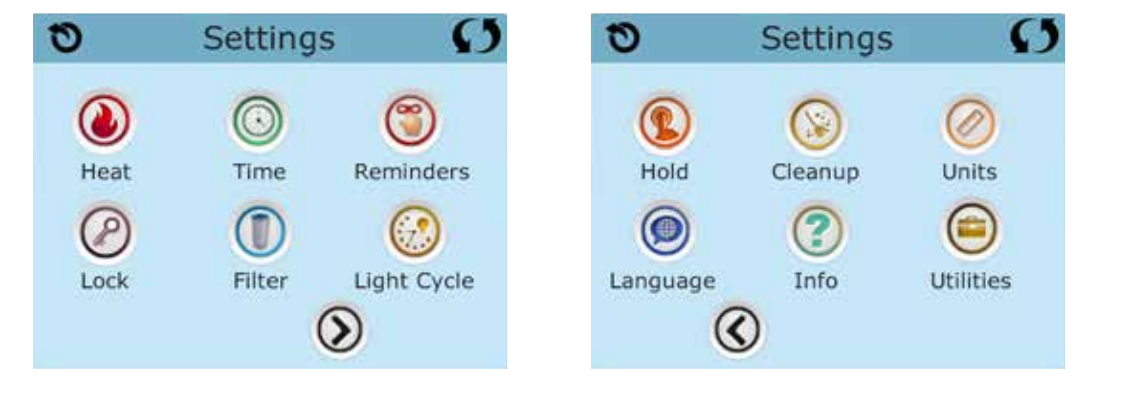 Settings
Heat Time Reminders
Lock Filter Light Cycle
Settings
Hold Cleanup Units
Language Info Utilities